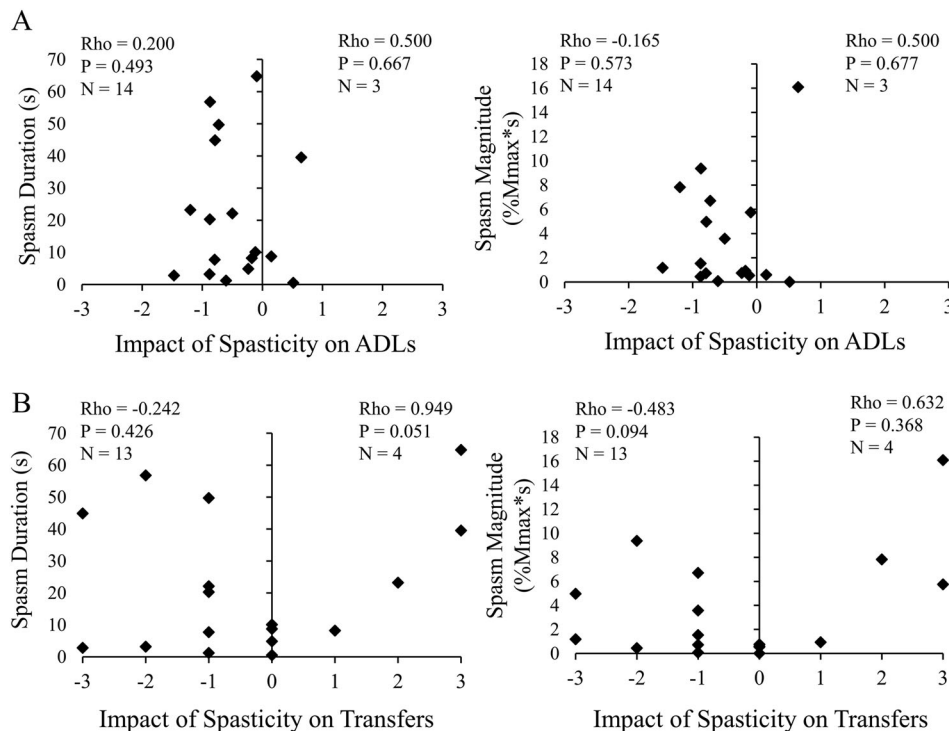 A
Rho = 0.200
P = 0.493
N = 14
Rho = 0.500
P = 0.667
N = 3
Spasm Duration (s)
70
60
50
40
30
20
10
0
-3 -2 -1 0 1 2 3
Impact of Spasticity on ADLs
Rho = -0.165
P = 0.573
N = 14
Rho = 0.500
P = 0.677
N = 3
Spasm Magnitude
(%Mmax*s)
18
16
14
12
10
8
6
4
2
0
-3 -2 -1 0 1 2 3
Impact of Spasticity on ADLs
B
Rho = -0.242
P = 0.426
N = 13
Rho = 0.949
P = 0.051
N = 4
Spasm Duration (s)
70
60
50
40
30
20
10
0
-3 -2 -1 0 1 2 3
Impact of Spasticity on Transfers
Rho = -0.483
P = 0.094
N = 13
Rho = 0.632
P = 0.368
N = 4
Spasm Magnitude
(%Mmax*s)
18
16
14
12
10
8
6
4
2
0
-3 -2 -1 0 1 2 3
Impact of Spasticity on Transfers